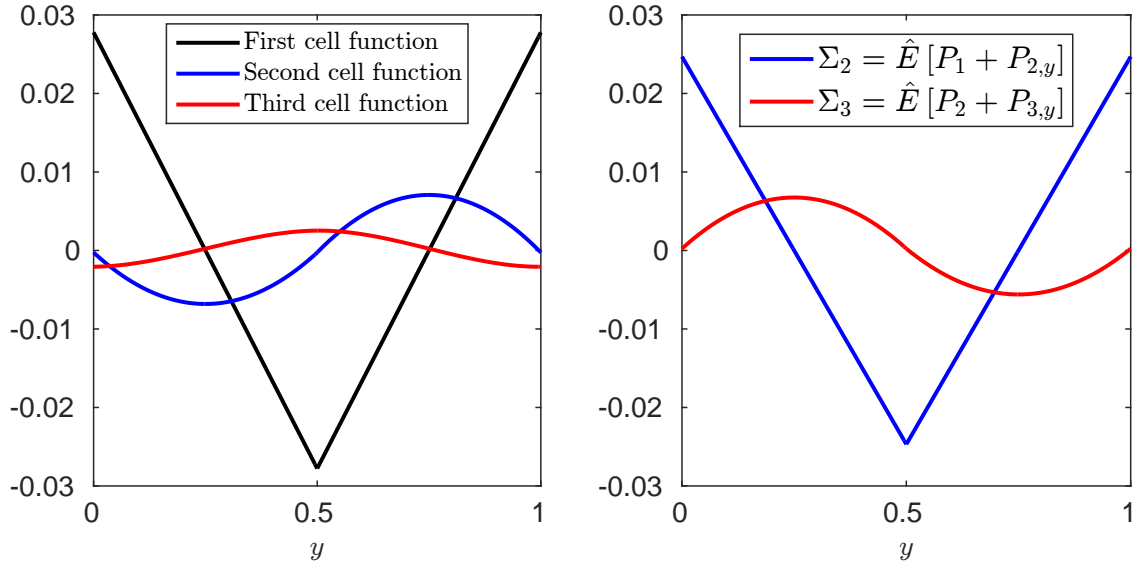 0.03
0.02
0.01
0
-0.01
-0.02
-0.03
0
0.5
1
y
First cell function
Second cell function
Third cell function
0.03
0.02
0.01
0
-0.01
-0.02
-0.03
0
0.5
1
y
Σ₂ = Ê [P₁ + P₂,ᵧ]
Σ₃ = Ê [P₂ + P₃,ᵧ]